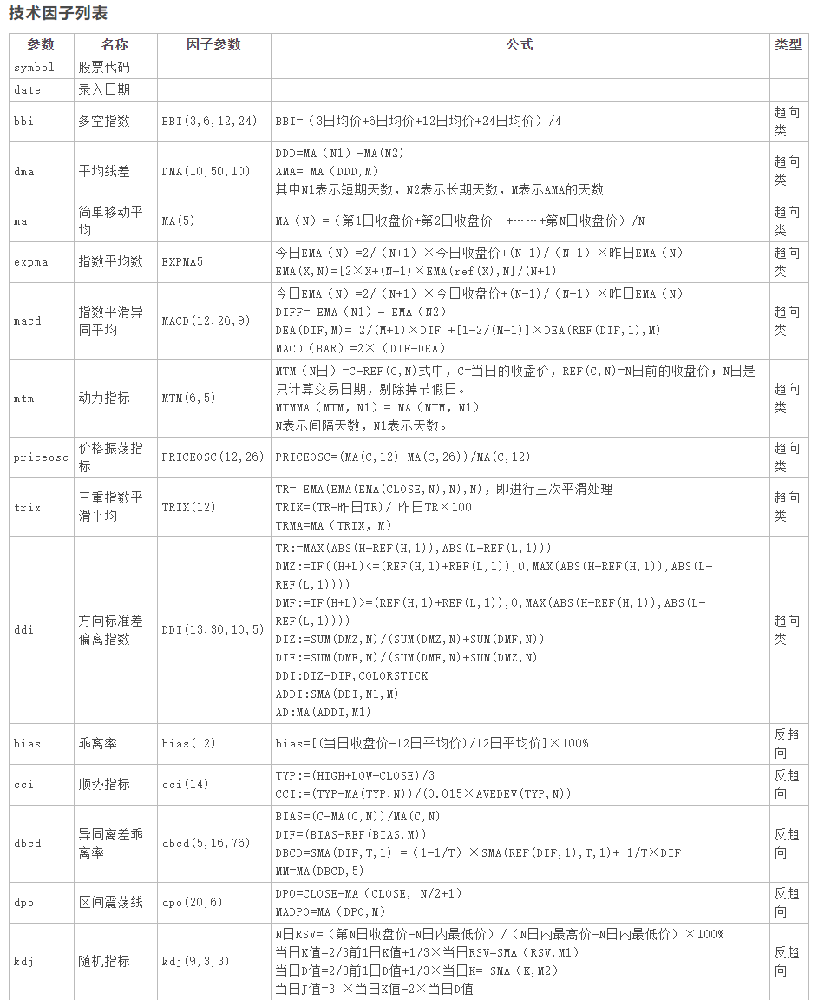 技术因子列表
参数 名称 因子参数 公式 类型
symbol 股票代码
date 录入日期
bbi 多空指数 BBI(3,6,12,24) BBI=（3日均价+6日均价+12日均价+24日均价）/4 趋向类
dma 平均线差 DMA(10,50,10) DDD=MA（N1）-MA(N2)
AMA= MA（DDD,M）
其中N1表示短期天数，N2表示长期天数，M表示AMA的天数 趋向类
ma 简单移动平均 MA(5) MA（N）=（第1日收盘价+第2日收盘价—+……+第N日收盘价）/N 趋向类
expma 指数平均数 EXPMA5 今日EMA（N）=2/（N+1）×今日收盘价+(N-1)/（N+1）×昨日EMA（N）
EMA(X,N)=[2×X+(N-1)×EMA(ref(X),N]/(N+1) 趋向类
macd 指数平滑异同平均 MACD(12,26,9) 今日EMA（N）=2/（N+1）×今日收盘价+(N-1)/（N+1）×昨日EMA（N）
DIFF= EMA（N1）- EMA（N2）
DEA(DIF,M)= 2/(M+1)×DIF +[1-2/(M+1)]×DEA(REF(DIF,1),M)
MACD（BAR）=2×（DIF-DEA） 趋向类
mtm 动力指标 MTM(6,5) MTM（N日）=C-REF(C,N)式中，C=当日的收盘价，REF(C,N)=N日前的收盘价；N日是
只计算交易日期，剔除掉节假日。
MTMMA（MTM，N1）= MA（MTM，N1）
N表示间隔天数，N1表示天数。 趋向类
priceosc 价格振荡指标 PRICEOSC(12,26) PRICEOSC=(MA(C,12)-MA(C,26))/MA(C,12) 趋向类
trix 三重指数平滑平均 TRIX(12) TR= EMA(EMA(EMA(CLOSE,N),N),N)，即进行三次平滑处理
TRIX=(TR-昨日TR)/ 昨日TR×100
TRMA=MA（TRIX，M） 趋向类
ddi 方向标准差偏离指数 DDI(13,30,10,5) TR:=MAX(ABS(H-REF(H,1)),ABS(L-REF(L,1)))
DMZ:=IF((H+L)<=(REF(H,1)+REF(L,1)),0,MAX(ABS(H-REF(H,1)),ABS(L-
REF(L,1))))
DMF:=IF(H+L)>=(REF(H,1)+REF(L,1)),0,MAX(ABS(H-REF(H,1)),ABS(L-
REF(L,1))))
DIZ:=SUM(DMZ,N)/(SUM(DMZ,N)+SUM(DMF,N))
DIF:=SUM(DMF,N)/(SUM(DMF,N)+SUM(DMZ,N)
DDI:DIZ-DIF,COLORSTICK
ADDI:SMA(DDI,N1,M)
AD:MA(ADDI,M1) 趋向类
bias 乖离率 bias(12) bias=[(当日收盘价-12日平均价)/12日平均价]×100% 反趋向
cci 顺势指标 cci(14) TYP:=(HIGH+LOW+CLOSE)/3
CCI:=(TYP-MA(TYP,N))/(0.015×AVEDEV(TYP,N)) 反趋向
dbcd 异同离差乖离率 dbcd(5,16,76) BIAS=(C-MA(C,N))/MA(C,N)
DIF=(BIAS-REF(BIAS,M))
DBCD=SMA(DIF,T,1) =（1-1/T）×SMA(REF(DIF,1),T,1)+ 1/T×DIF
MM=MA(DBCD,5) 反趋向
dpo 区间震荡线 dpo(20,6) DPO=CLOSE-MA（CLOSE, N/2+1）
MADPO=MA（DPO,M） 反趋向
kdj 随机指标 kdj(9,3,3) N日RSV=（第N日收盘价-N日内最低价）/（N日内最高价-N日内最低价）×100%
当日K值=2/3前1日K值+1/3×当日RSV=SMA（RSV,M1）
当日D值=2/3前1日D值+1/3×当日K= SMA（K,M2）
当日J值=3 ×当日K值-2×当日D值 反趋向